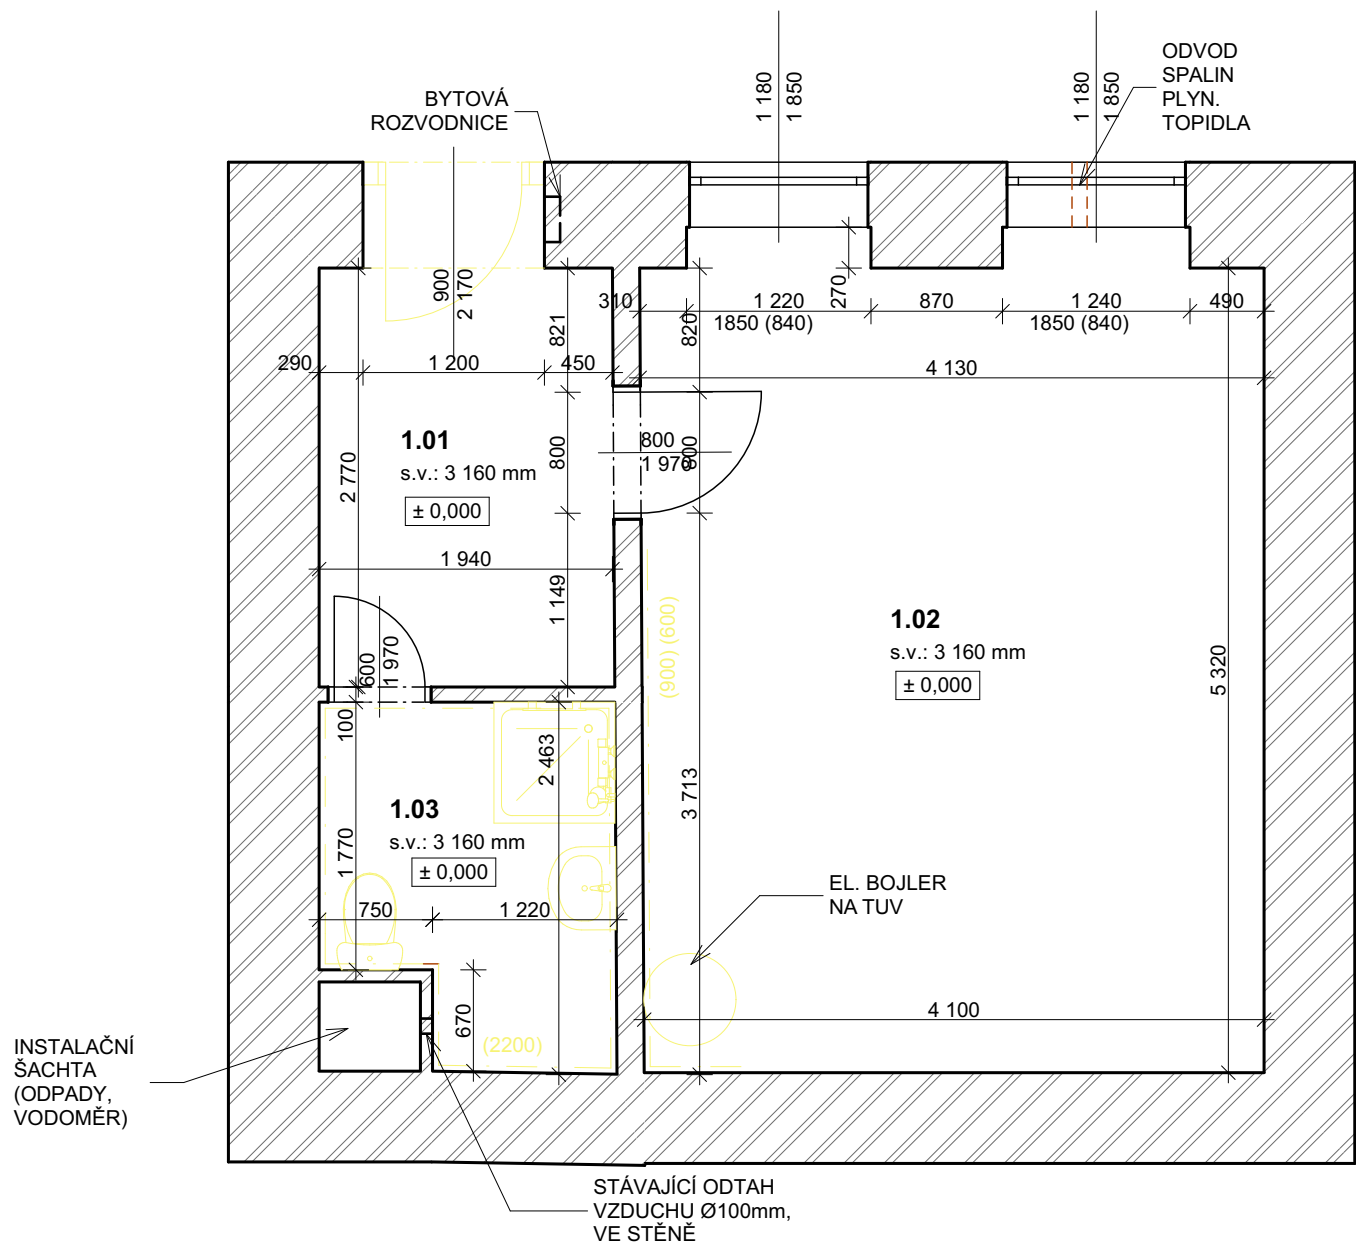 1 180
1 850
1 180
1 850
ODVOD
SPALIN
PLYN.
TOPIDLA
BYTOVÁ
ROZVODNICE
900
2 170
270
310
1 220
1850 (840)
870
1 240
1850 (840)
490
821
820
290
1 200
450
4 130
1.01
s.v.: 3 160 mm
± 0,000
2 770
800
800
1 970
800
1 940
1 149
600
1 970
(900) (600)
1.02
s.v.: 3 160 mm
± 0,000
5 320
100
2 463
3 713
1.03
s.v.: 3 160 mm
± 0,000
1 770
750
1 220
EL. BOJLER
NA TUV
670
(2200)
4 100
INSTALAČNÍ
ŠACHTA
(ODPADY,
VODOMĚR)
STÁVAJÍCÍ ODTAH
VZDUCHU Ø100mm,
VE STĚNĚ